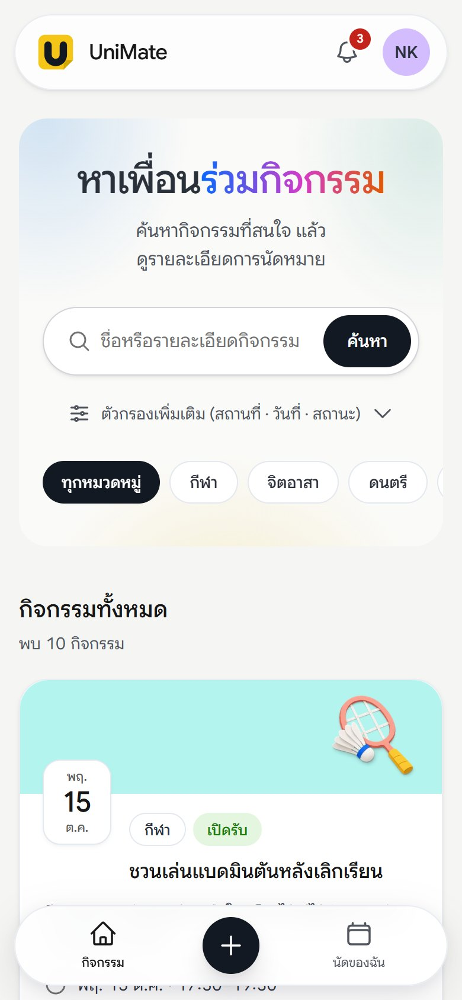 UniMate
3
NK
หาเพื่อนร่วมกิจกรรม
ค้นหากิจกรรมที่สนใจ แล้ว
ดูรายละเอียดการนัดหมาย
ชื่อหรือรายละเอียดกิจกรรม
ค้นหา
ตัวกรองเพิ่มเติม (สถานที่ · วันที่ · สถานะ)
ทุกหมวดหมู่ กีฬา จิตอาสา ดนตรี
กิจกรรมทั้งหมด
พบ 10 กิจกรรม
พฤ.
15
ต.ค.
กีฬา เปิดรับ
ชวนเล่นแบดมินตันหลังเลิกเรียน
กิจกรรม
นัดของฉัน
พฤ. 15 ต.ค. · 17:30–19:30